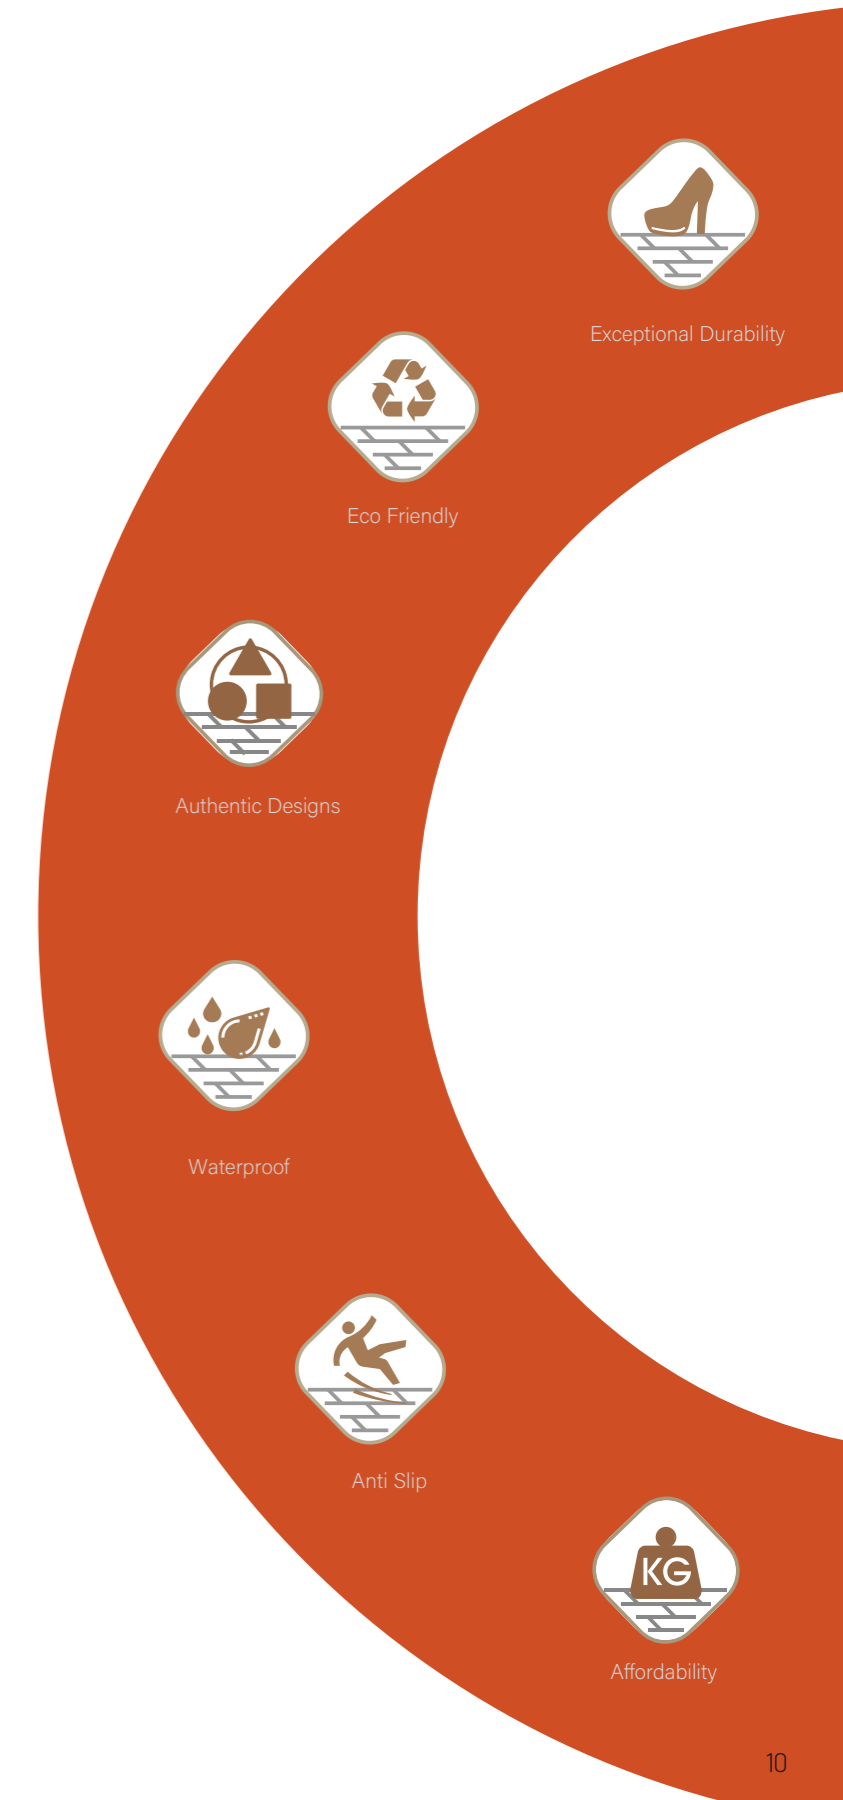 Exceptional Durability
Eco Friendly
Authentic Designs
Waterproof
Anti Slip
KG
Affordability
10